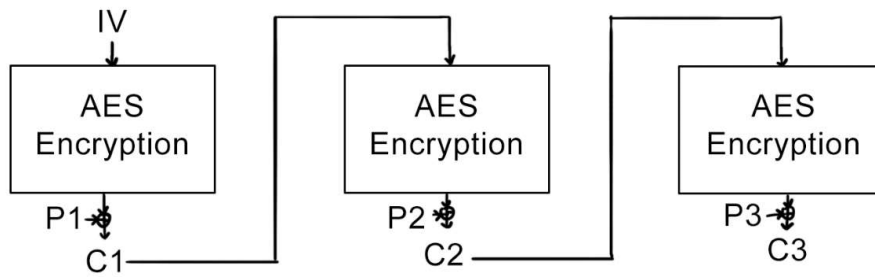 IV
AES
Encryption
AES
Encryption
AES
Encryption
P1
P2
P3
C1
C2
C3